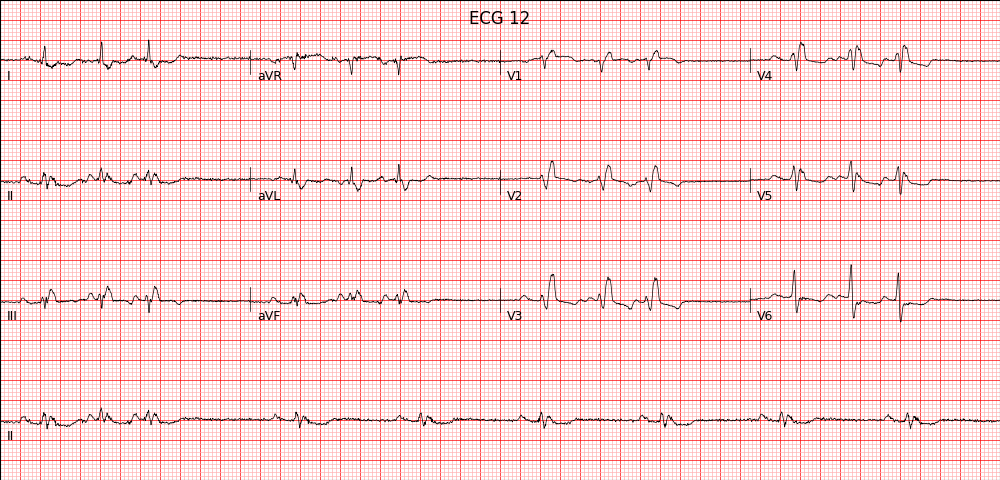 ECG 12
I aVR V1 V4
II aVL V2 V5
III aVF V3 V6
II